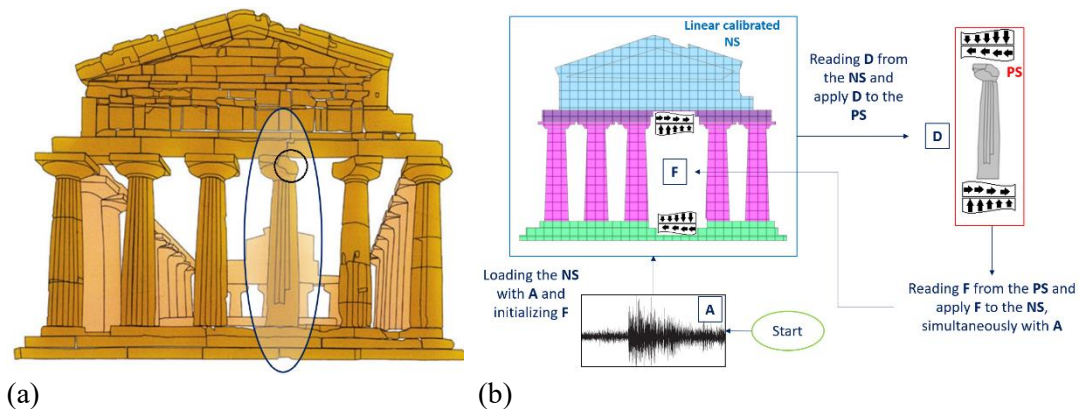 Linear calibrated
NS
Reading D from
the NS and
apply D to the
PS
PS
D
F
Loading the NS
with A and
initializing F
A
Start
Reading F from the PS and
apply F to the NS,
simultaneously with A
(a)
(b)